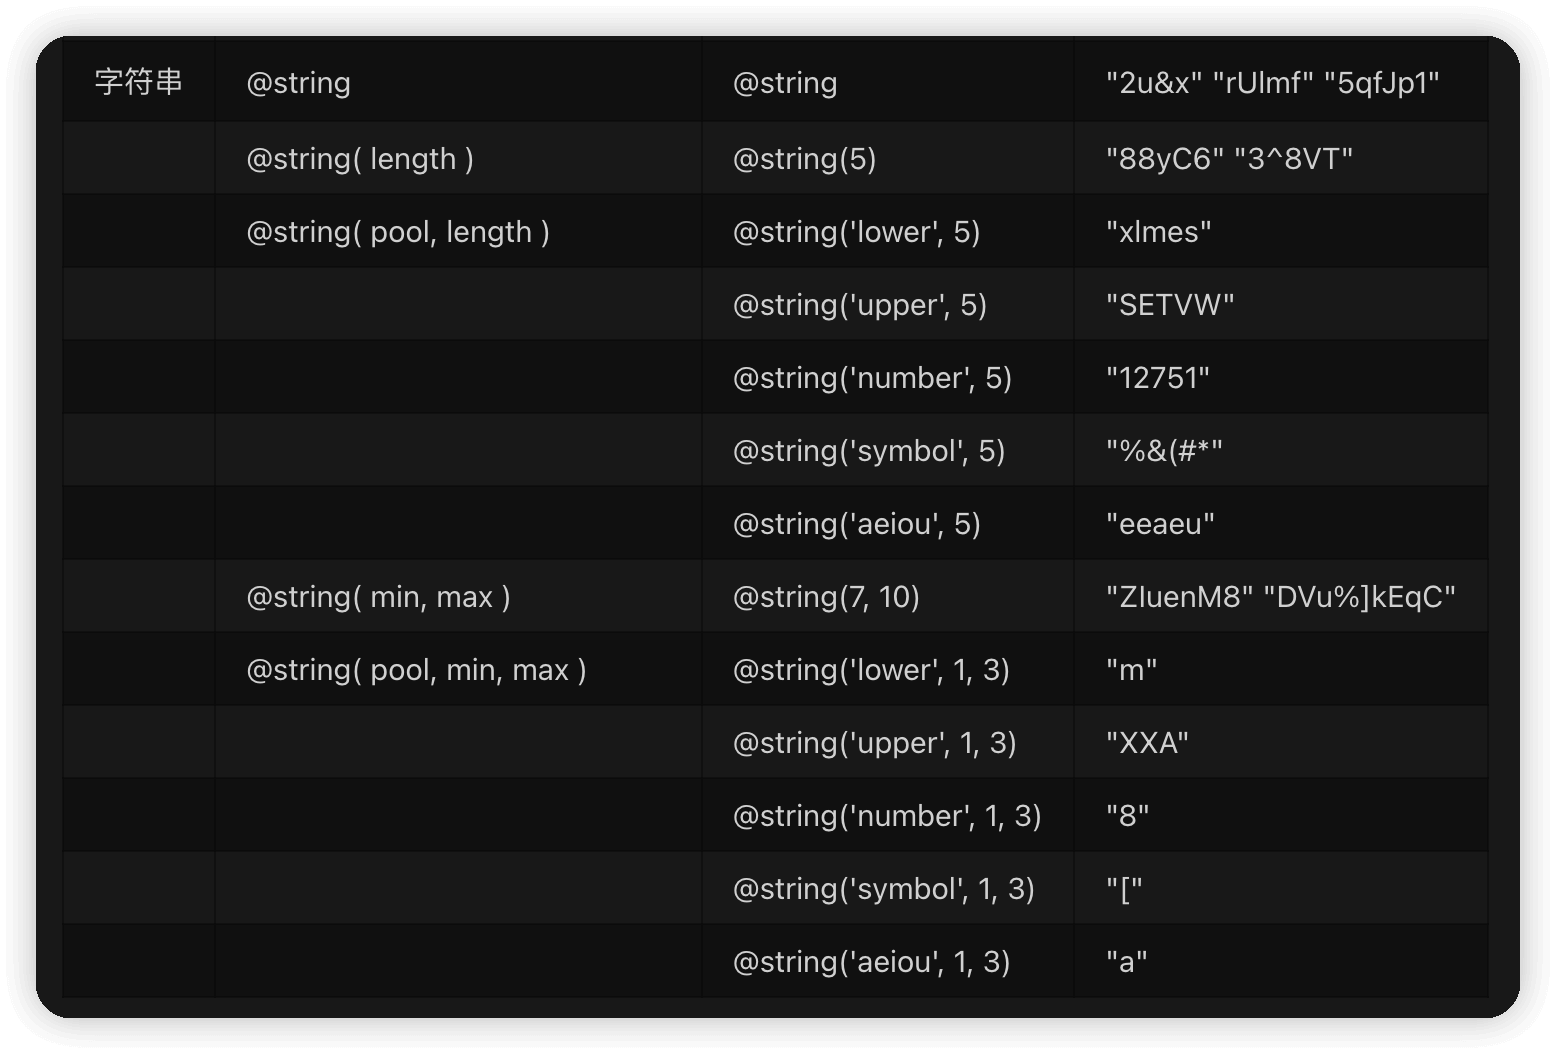 字符串 @string @string "2u&x" "rUlmf" "5qfJp1"
@string( length ) @string(5) "88yC6" "3^8VT"
@string( pool, length ) @string('lower', 5) "xlmes"
@string('upper', 5) "SETVW"
@string('number', 5) "12751"
@string('symbol', 5) "%&(#*"
@string('aeiou', 5) "eeaeu"
@string( min, max ) @string(7, 10) "ZIuenM8" "DVu%]kEqC"
@string( pool, min, max ) @string('lower', 1, 3) "m"
@string('upper', 1, 3) "XXA"
@string('number', 1, 3) "8"
@string('symbol', 1, 3) "["
@string('aeiou', 1, 3) "a"